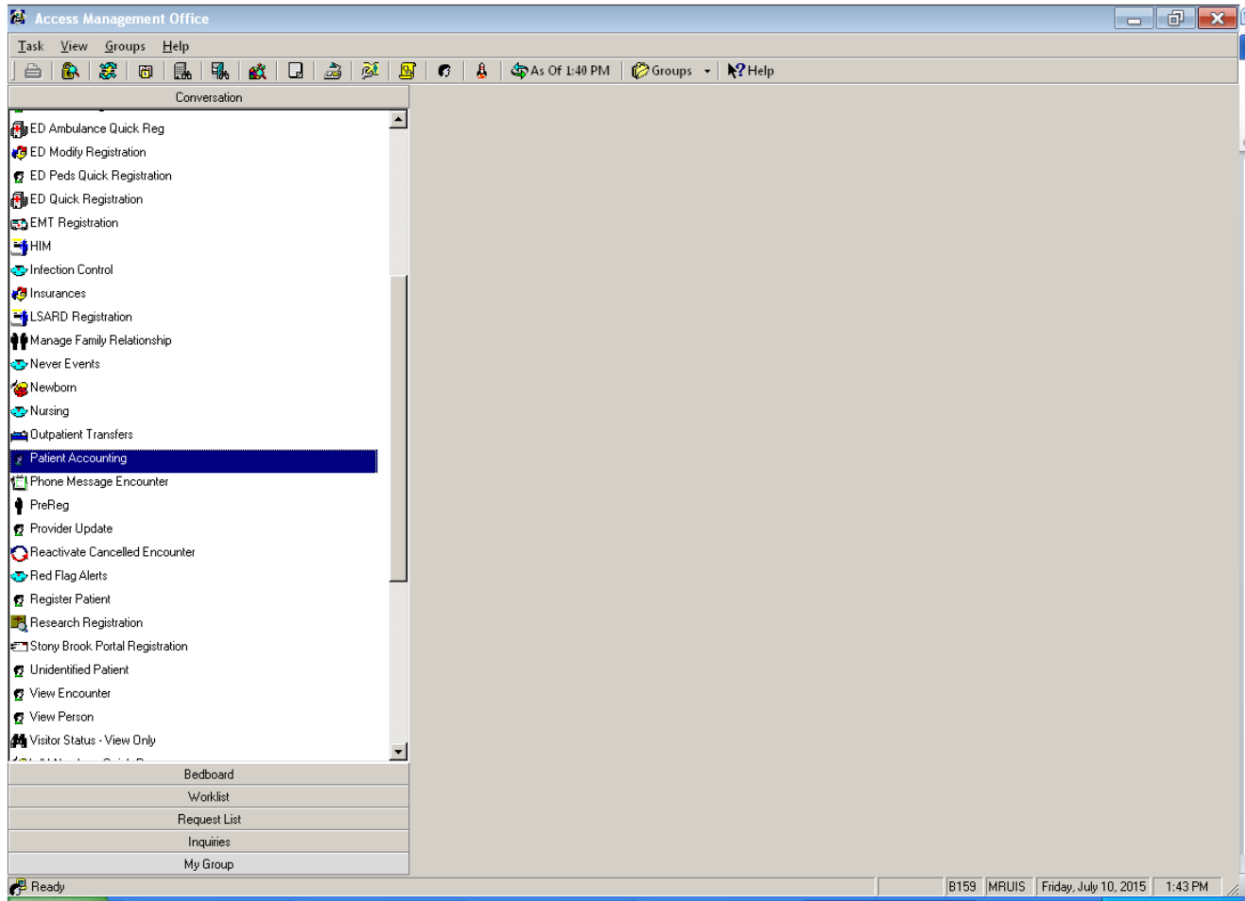 Access Management Office
Task View Groups Help
As Of 1:40 PM Groups Help
Conversation
ED Ambulance Quick Reg
ED Modify Registration
ED Peds Quick Registration
ED Quick Registration
EMT Registration
HIM
Infection Control
Insurances
LSARD Registration
Manage Family Relationship
Never Events
Newborn
Nursing
Outpatient Transfers
Patient Accounting
Phone Message Encounter
PreReg
Provider Update
Reactivate Cancelled Encounter
Red Flag Alerts
Register Patient
Research Registration
Stony Brook Portal Registration
Unidentified Patient
View Encounter
View Person
Visitor Status - View Only
Bedboard
Worklist
Request List
Inquiries
My Group
Ready B159 MRUIS Friday, July 10, 2015 1:43 PM